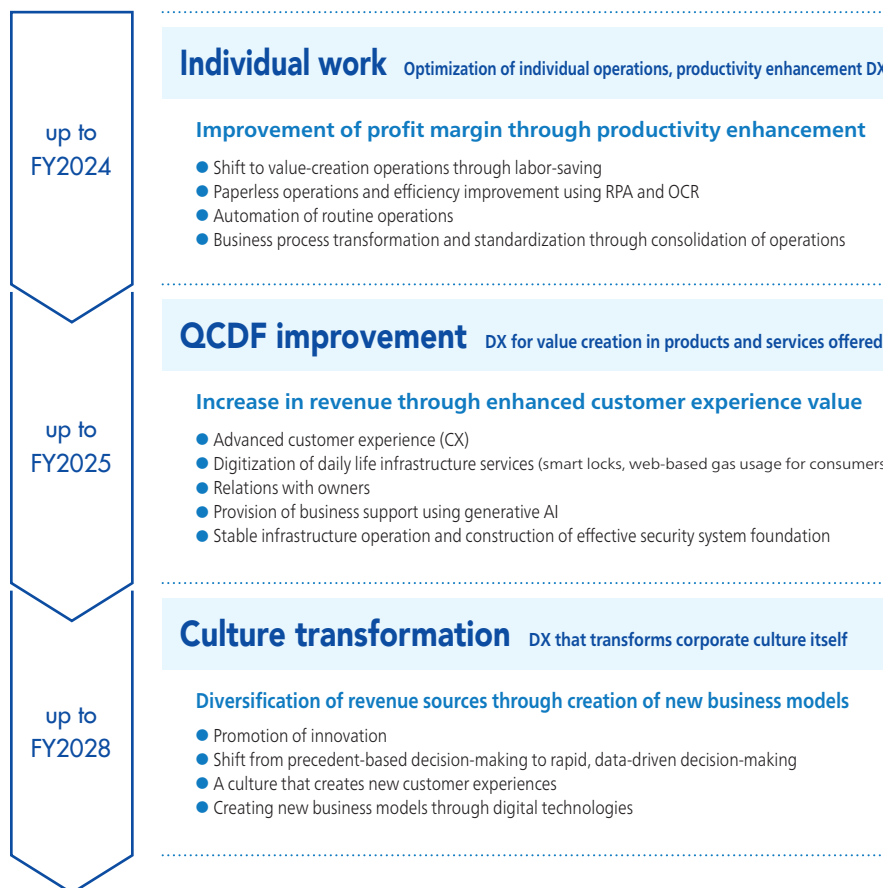 up to
FY2024
Individual work Optimization of individual operations, productivity enhancement DX
Improvement of profit margin through productivity enhancement
● Shift to value-creation operations through labor-saving
● Paperless operations and efficiency improvement using RPA and OCR
● Automation of routine operations
● Business process transformation and standardization through consolidation of operations
up to
FY2025
QCDF improvement DX for value creation in products and services offered
Increase in revenue through enhanced customer experience value
● Advanced customer experience (CX)
● Digitization of daily life infrastructure services (smart locks, web-based gas usage for consumers
● Relations with owners
● Provision of business support using generative AI
● Stable infrastructure operation and construction of effective security system foundation
up to
FY2028
Culture transformation DX that transforms corporate culture itself
Diversification of revenue sources through creation of new business models
● Promotion of innovation
● Shift from precedent-based decision-making to rapid, data-driven decision-making
● A culture that creates new customer experiences
● Creating new business models through digital technologies